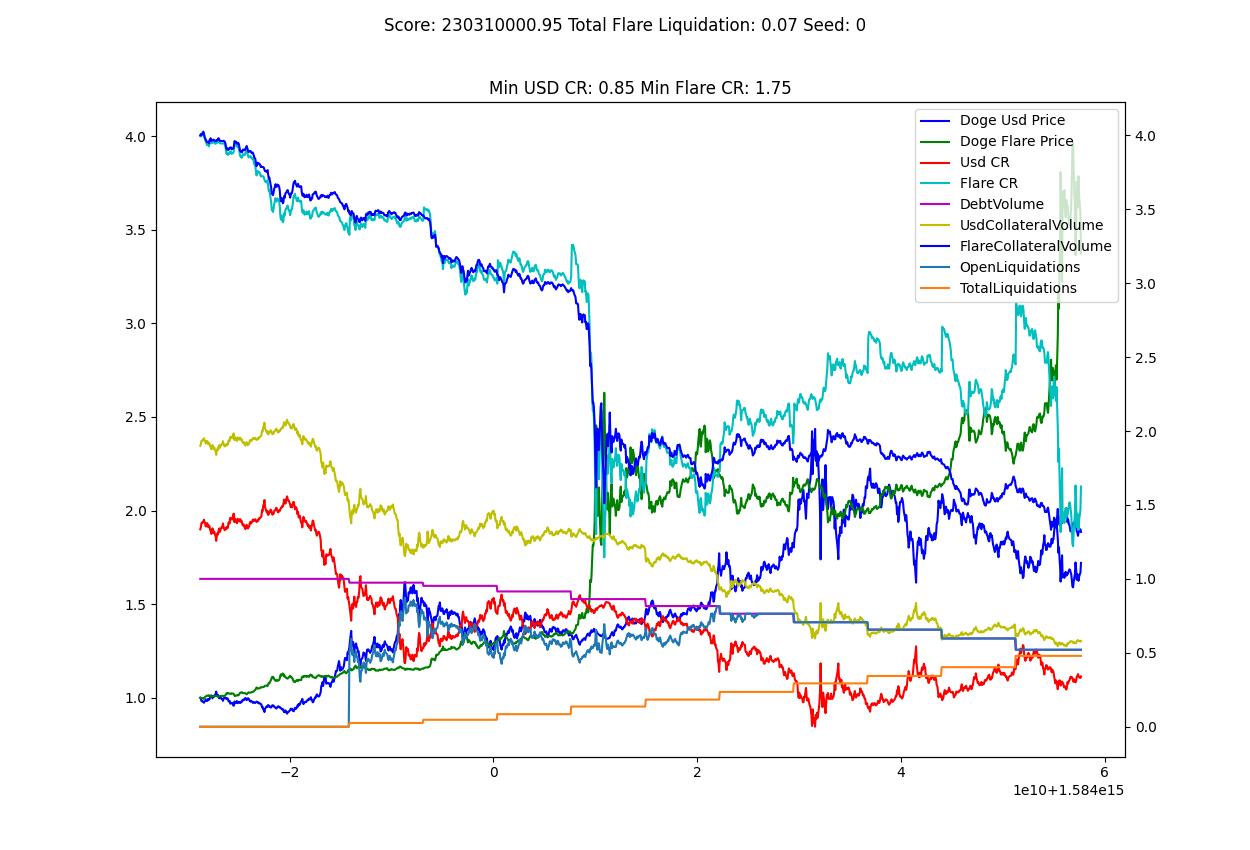 Score: 230310000.95 Total Flare Liquidation: 0.07 Seed: 0
Min USD CR: 0.85 Min Flare CR: 1.75
4.0
3.5
3.0
2.5
2.0
1.5
1.0
4.0
3.5
3.0
2.5
2.0
1.5
1.0
0.5
0.0
Doge Usd Price
Doge Flare Price
Usd CR
Flare CR
DebtVolume
UsdCollateralVolume
FlareCollateralVolume
OpenLiquidations
TotalLiquidations
−2 0 2 4 6
1e10+1.584e15